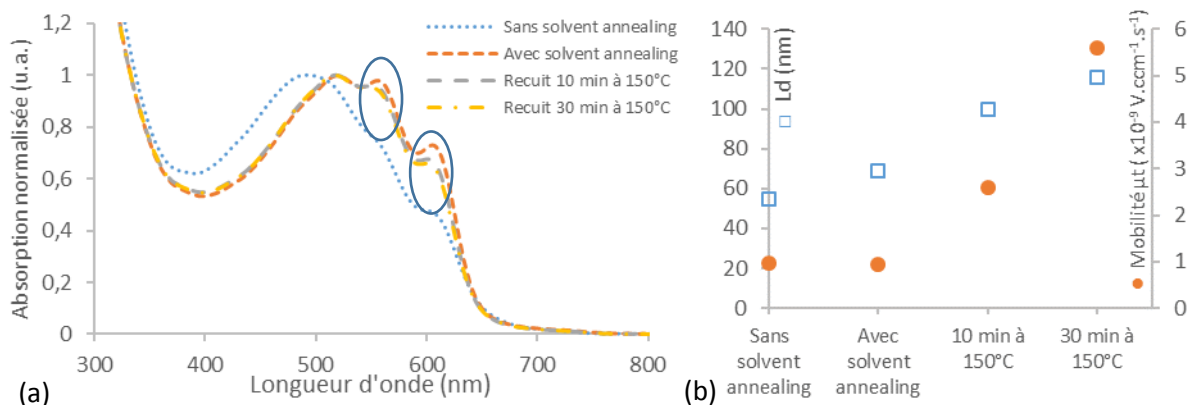 Absorption normalisée (u.a.)
1,2
1
0,8
0,6
0,4
0,2
0
300
400
500
600
700
800
Longueur d'onde (nm)
Sans solvent annealing
Avec solvent annealing
Recuit 10 min à 150°C
Recuit 30 min à 150°C
(a)
Ld (nm)
140
120
100
80
60
40
20
0
Sans
solvent
annealing
Avec
solvent
annealing
10 min à
150°C
30 min à
150°C
6
5
4
3
2
1
0
Mobilité µt ( x10⁻⁹ V.ccm⁻¹.s⁻¹)
(b)